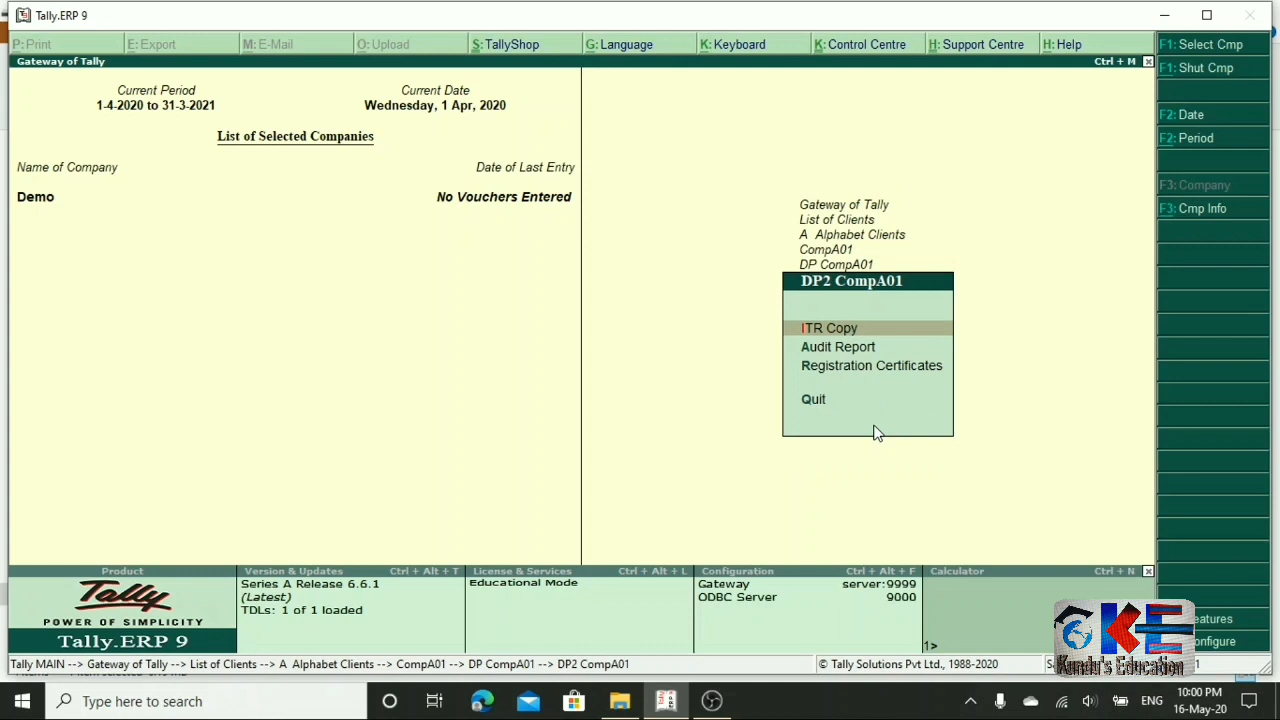 Tally.ERP 9
P: Print
E: Export
M: E-Mail
O: Upload
S: TallyShop
G: Language
K: Keyboard
K: Control Centre
H: Support Centre
H: Help
F1: Select Cmp
Gateway of Tally
Ctrl + M
F1: Shut Cmp
Current Period
1-4-2020 to 31-3-2021
Current Date
Wednesday, 1 Apr, 2020
List of Selected Companies
Name of Company
Date of Last Entry
Demo
No Vouchers Entered
F2: Date
F2: Period
F3: Company
F3: Cmp Info
Gateway of Tally
List of Clients
A Alphabet Clients
CompA01
DP CompA01
DP2 CompA01
ITR Copy
Audit Report
Registration Certificates
Quit
Product
Tally
POWER OF SIMPLICITY
Tally.ERP 9
Version & Updates Ctrl + Alt + T
Series A Release 6.6.1
(Latest)
TDLs: 1 of 1 loaded
License & Services Ctrl + Alt + L
Educational Mode
Configuration Ctrl + Alt + F
Gateway server:9999
ODBC Server 9000
Calculator Ctrl + N
1>
KE
Kundu's Education
Tally MAIN --> Gateway of Tally --> List of Clients --> A Alphabet Clients --> CompA01 --> DP CompA01 --> DP2 CompA01
© Tally Solutions Pvt Ltd., 1988-2020
Type here to search
ENG
10:00 PM
16-May-20